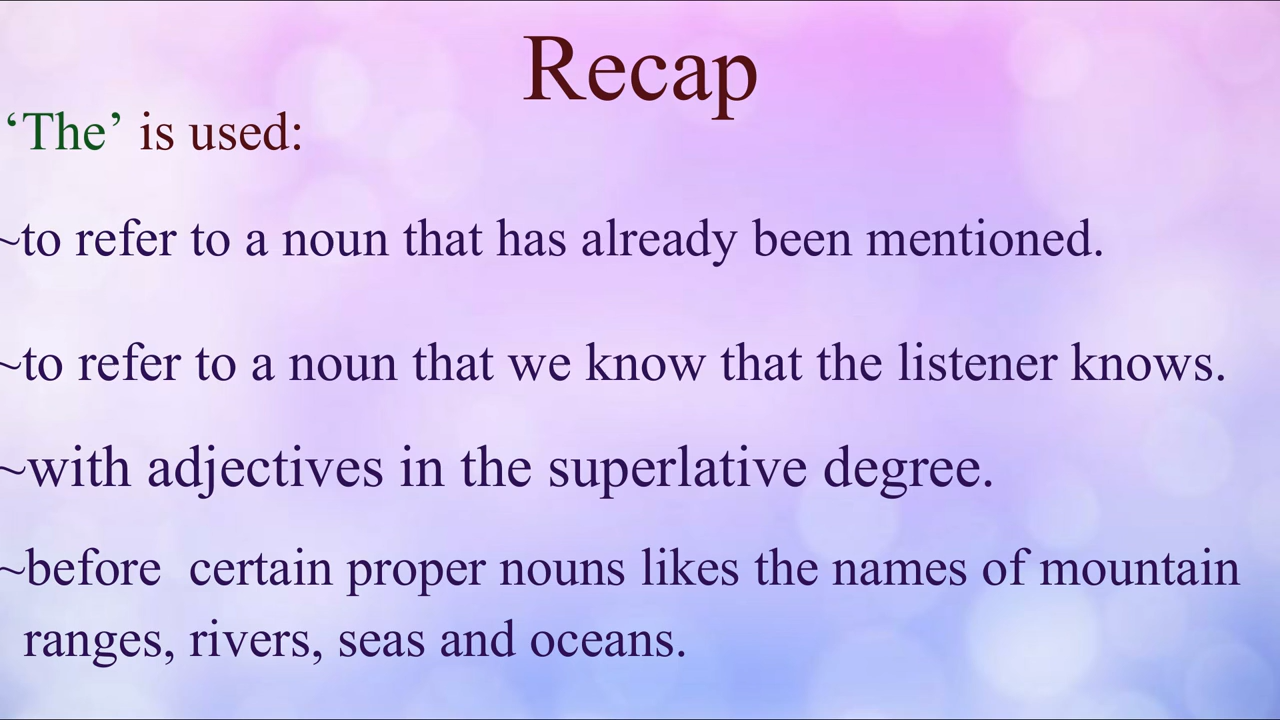 Recap
‘The’ is used:
~to refer to a noun that has already been mentioned.
~to refer to a noun that we know that the listener knows.
~with adjectives in the superlative degree.
~before certain proper nouns likes the names of mountain
ranges, rivers, seas and oceans.